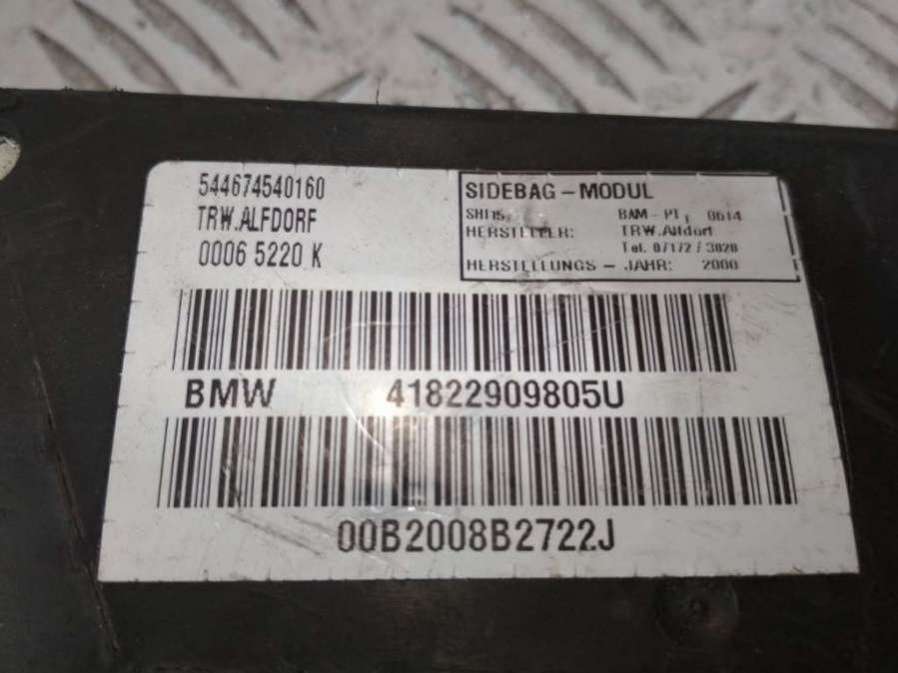 544674540160
TRW.ALFDORF
0006 5220 K
SIDEBAG - MODUL
BAM - PT, 0614
HERSTELLER: TRW.Alfdorf
Tel. 07172 / 3020
HERSTELLUNGS - JAHR: 2000
BMW 41822909805U
00B2008B2722J